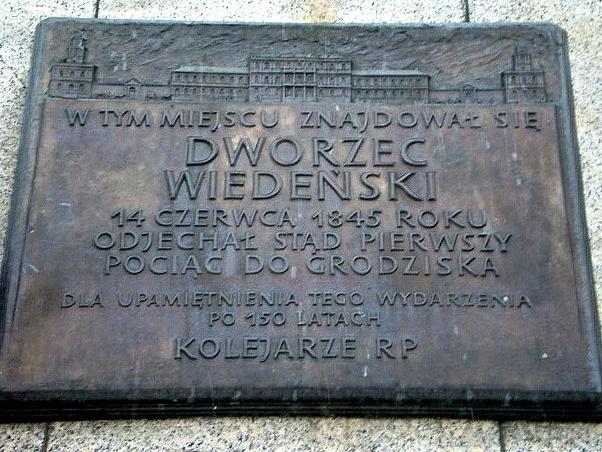 W TYM MIEJSCU ZNAJDOWAŁ SIĘ
DWORZEC
WIEDEŃSKI
14 CZERWCA 1845 ROKU
ODJECHAŁ STĄD PIERWSZY
POCIĄG DO GRODZISKA
DLA UPAMIĘTNIENIA TEGO WYDARZENIA
PO 150 LATACH
KOLEJARZE RP